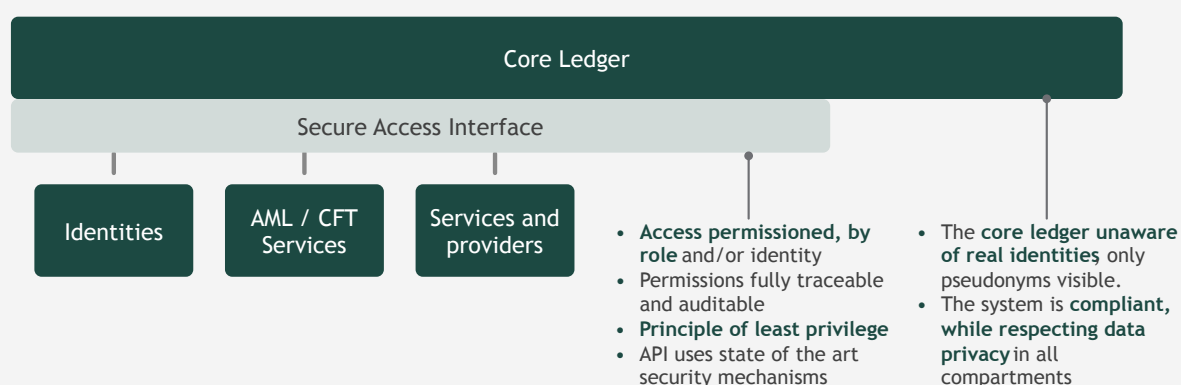 Core Ledger
Secure Access Interface
Identities
AML / CFT
Services
Services and
providers
• Access permissioned, by
role and/or identity
• Permissions fully traceable
and auditable
• Principle of least privilege
• API uses state of the art
security mechanisms
• The core ledger unaware
of real identities, only
pseudonyms visible.
• The system is compliant,
while respecting data
privacy in all
compartments